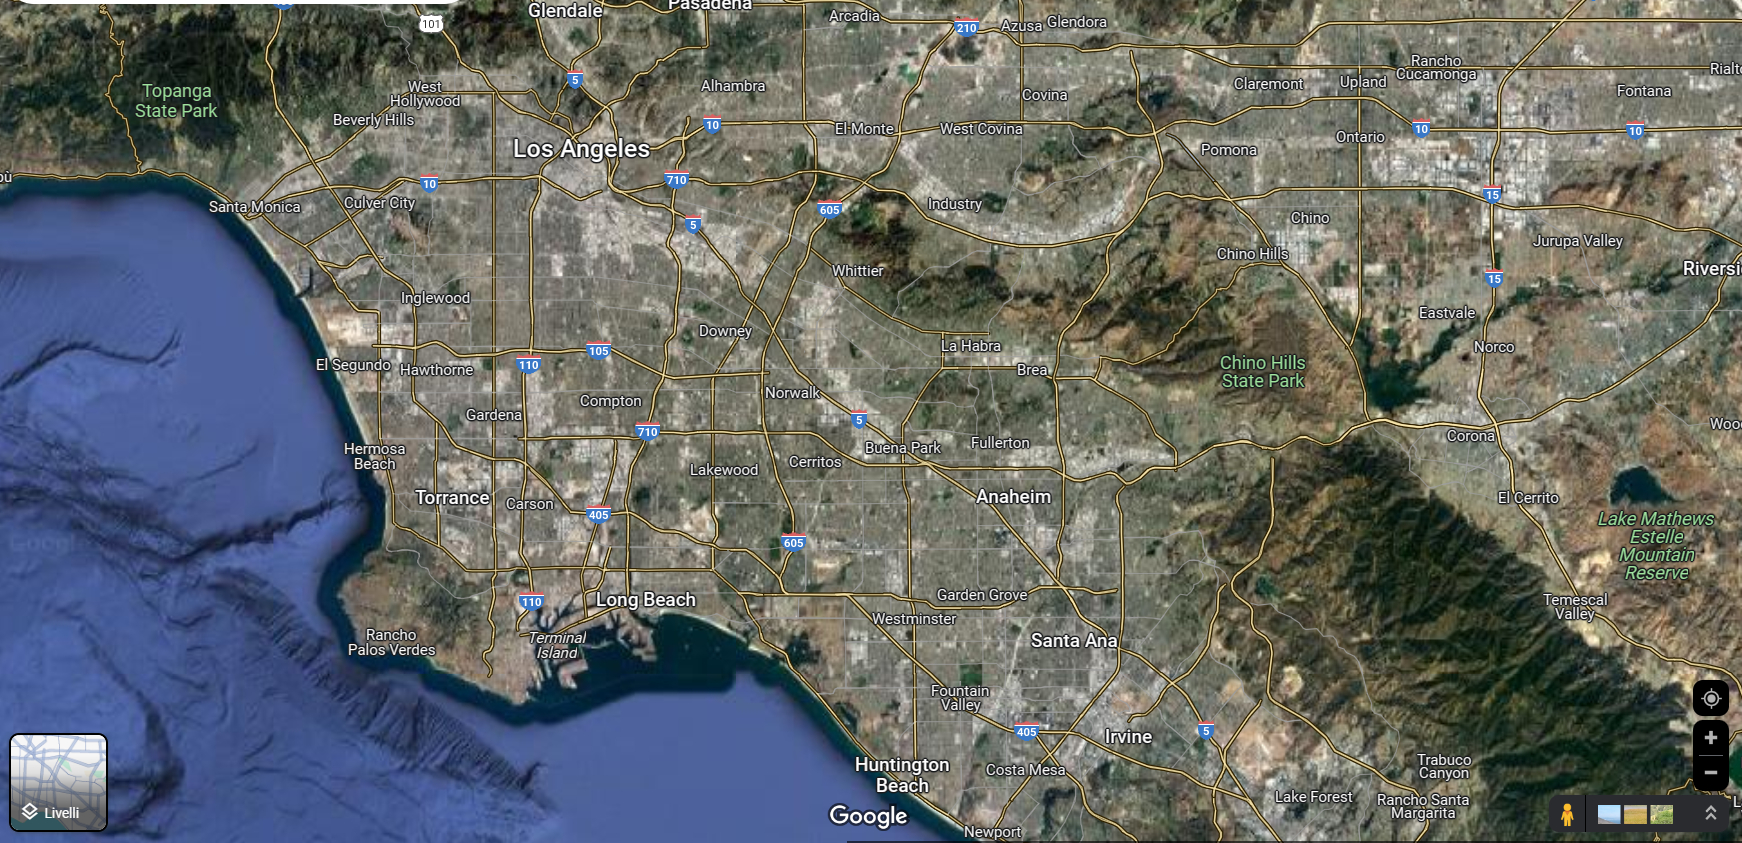 Glendale
Pasadena
101
Arcadia
210
Azusa
Glendora
Rancho
Cucamonga
Topanga
State Park
5
West
Hollywood
Alhambra
Covina
Claremont
Upland
Fontana
Beverly Hills
10
El Monte
West Covina
Ontario
10
10
Los Angeles
Pomona
10
710
15
Santa Monica
Culver City
605
Industry
Chino
5
Whittier
Chino Hills
Jurupa Valley
15
Inglewood
Downey
Eastvale
105
La Habra
Norco
El Segundo
Hawthorne
110
Brea
Chino Hills
State Park
Compton
Norwalk
Gardena
710
5
Hermosa
Beach
Buena Park
Fullerton
Corona
Lakewood
Cerritos
Torrance
Carson
Anaheim
El Cerrito
405
Lake Mathews
Estelle
Mountain
Reserve
605
110
Long Beach
Garden Grove
Westminster
Temescal
Valley
Rancho
Palos Verdes
Terminal
Island
Santa Ana
Fountain
Valley
405
Irvine
5
Huntington
Beach
Costa Mesa
Trabuco
Canyon
Lake Forest
Rancho Santa
Margarita
Livelli
Google
Newport